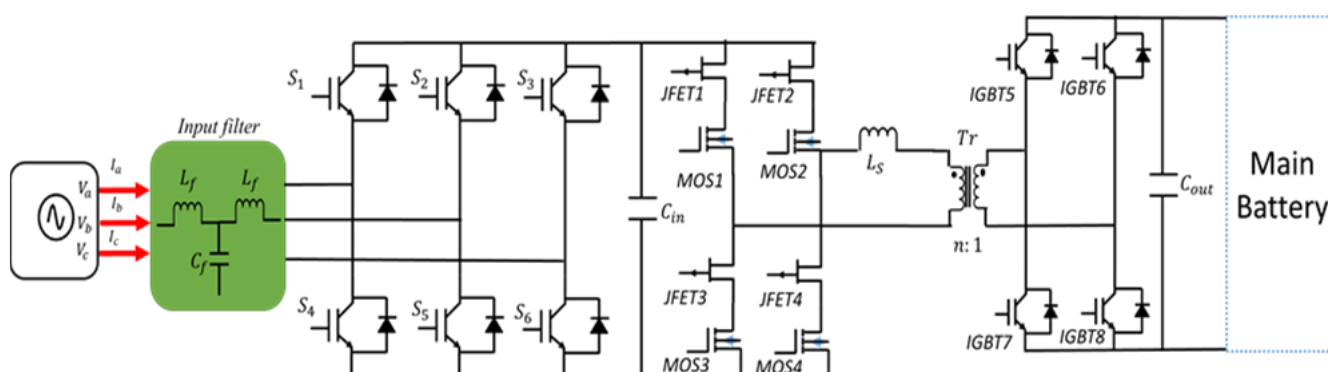 Input filter
V_a
V_b
V_c
I_a
I_b
I_c
L_f
L_f
C_f
S_1
S_2
S_3
S_4
S_5
S_6
C_in
JFET1
JFET2
MOS1
MOS2
JFET3
JFET4
MOS3
MOS4
L_S
Tr
n: 1
IGBT5
IGBT6
IGBT7
IGBT8
C_out
Main
Battery